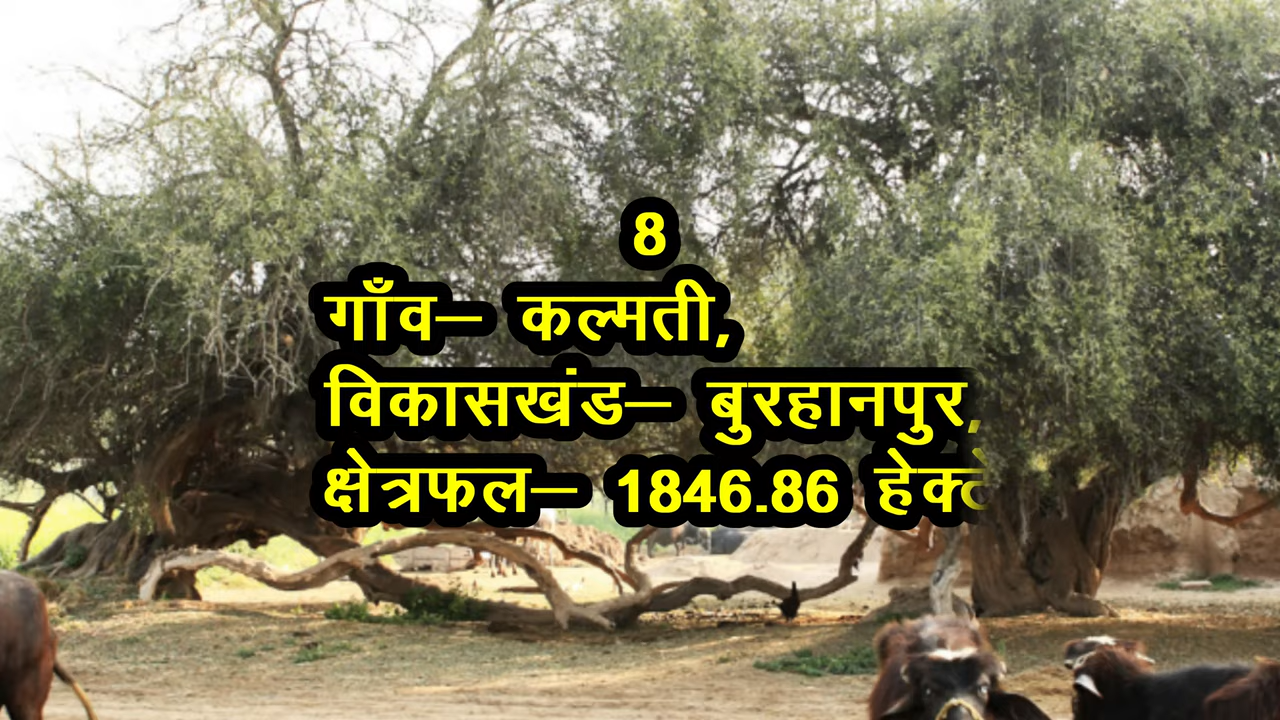 8
गाँव– कल्मती,
विकासखंड– बुरहानपुर,
क्षेत्रफल– 1846.86